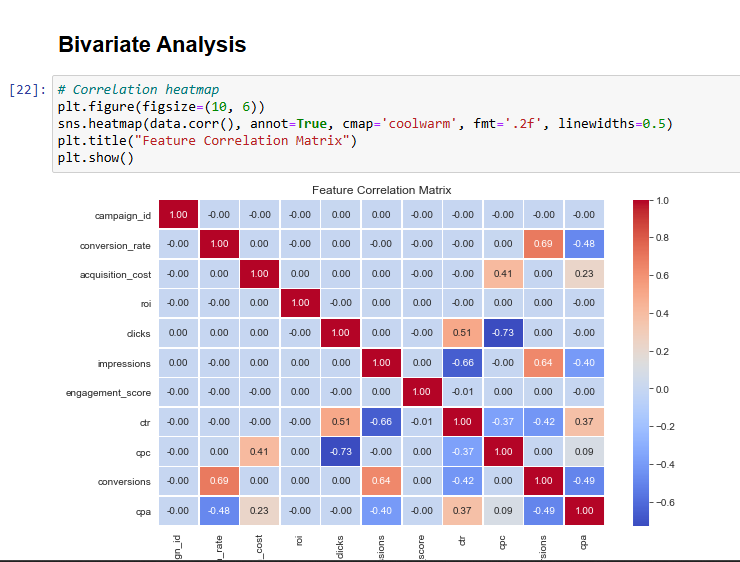 Bivariate Analysis
[22]: # Correlation heatmap
plt.figure(figsize=(10, 6))
sns.heatmap(data.corr(), annot=True, cmap='coolwarm', fmt='.2f', linewidths=0.5)
plt.title("Feature Correlation Matrix")
plt.show()
Feature Correlation Matrix
campaign_id 1.00 -0.00 -0.00 -0.00 0.00 0.00 -0.00 -0.00 -0.00 -0.00 -0.00
conversion_rate -0.00 1.00 0.00 -0.00 0.00 -0.00 -0.00 -0.00 0.00 0.69 -0.48
acquisition_cost -0.00 0.00 1.00 0.00 0.00 0.00 -0.00 -0.00 0.41 0.00 0.23
roi -0.00 -0.00 0.00 1.00 -0.00 0.00 -0.00 -0.00 0.00 -0.00 0.00
clicks 0.00 0.00 0.00 -0.00 1.00 0.00 -0.00 0.51 -0.73 0.00 -0.00
impressions 0.00 -0.00 0.00 0.00 0.00 1.00 0.00 -0.66 -0.00 0.64 -0.40
engagement_score -0.00 -0.00 -0.00 -0.00 -0.00 0.00 1.00 -0.01 0.00 0.00 -0.00
ctr -0.00 -0.00 -0.00 -0.00 0.51 -0.66 -0.01 1.00 -0.37 -0.42 0.37
cpc -0.00 0.00 0.41 0.00 -0.73 -0.00 0.00 -0.37 1.00 0.00 0.09
conversions -0.00 0.69 0.00 -0.00 0.00 0.64 0.00 -0.42 0.00 1.00 -0.49
cpa -0.00 -0.48 0.23 0.00 -0.00 -0.40 -0.00 0.37 0.09 -0.49 1.00
gn_id _rate _cost roi clicks sions score ctr cpc sions cpa
1.0
0.8
0.6
0.4
0.2
0.0
−0.2
−0.4
−0.6